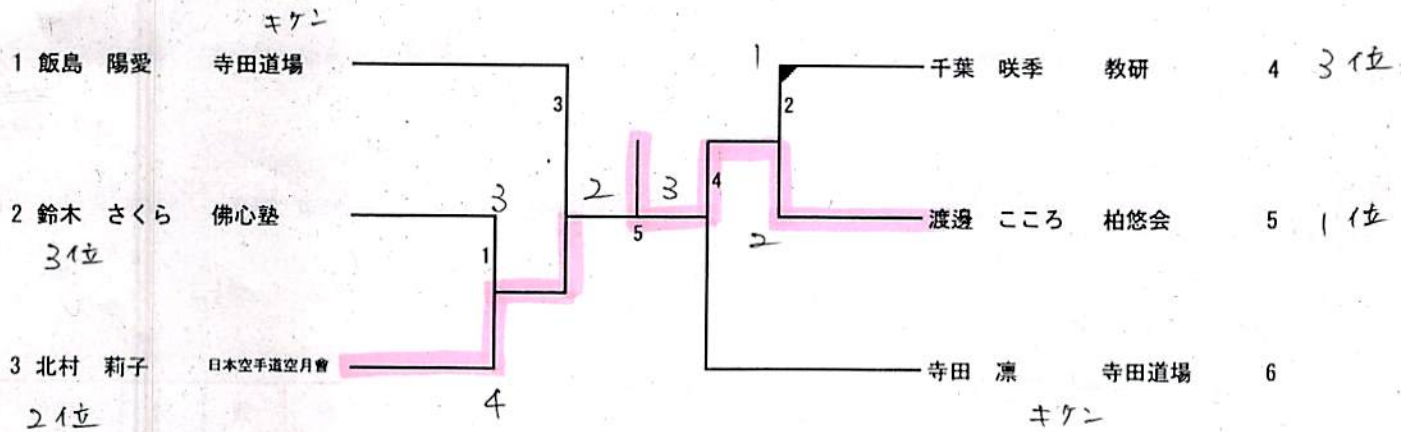 キケン
1 飯島 陽愛 寺田道場
3
2 鈴木 さくら 佛心塾
3位
3
1
3 北村 莉子 日本空手道空月會
2位
4
2 3
5
1
千葉 咲季 教研 4 3位
2
4
渡邊 こころ 柏悠会 5 1位
2
寺田 凛 寺田道場 6
キケン